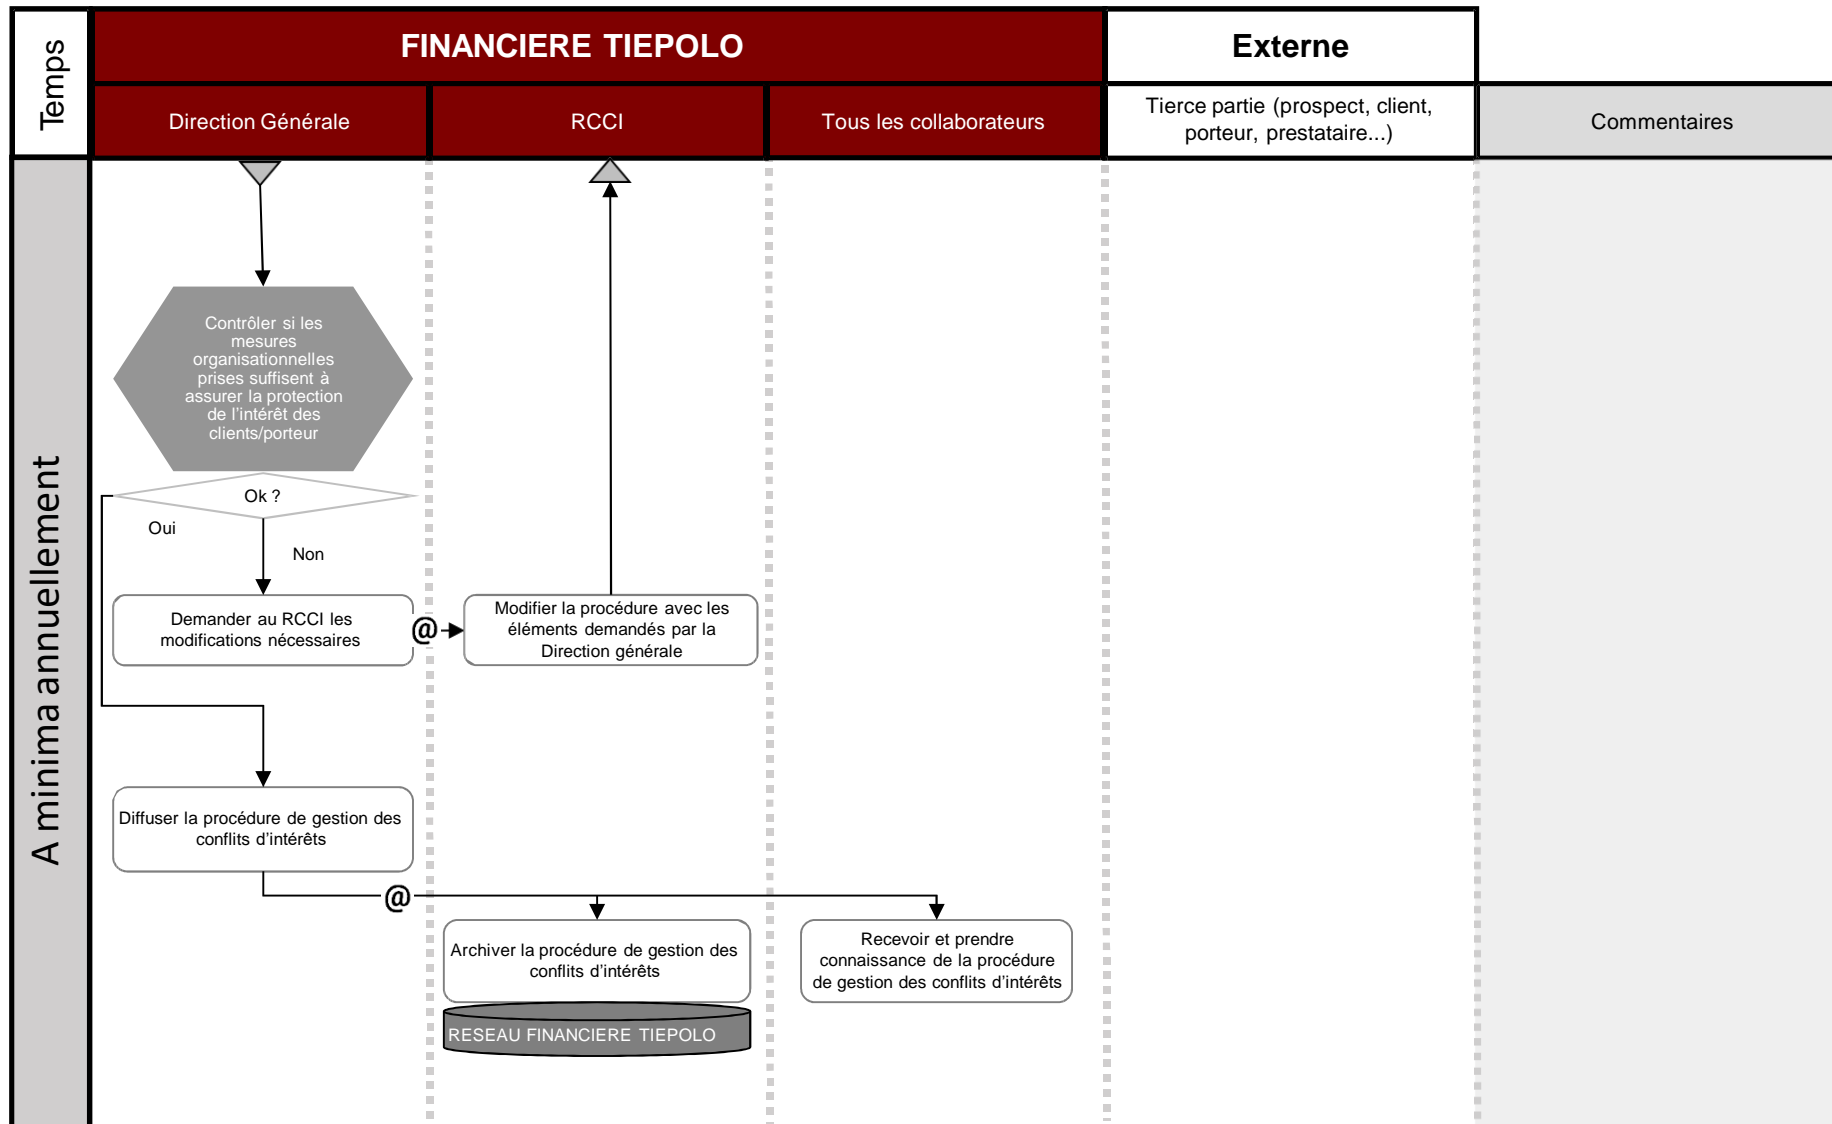 Temps
FINANCIERE TIEPOLO
Externe
Direction Générale
RCCI
Tous les collaborateurs
Tierce partie (prospect, client,
porteur, prestataire...)
Commentaires
A minima annuellement
Contrôler si les
mesures
organisationnelles
prises suffisent à
assurer la protection
de l'intérêt des
clients/porteur
Ok ?
Oui
Non
Demander au RCCI les
modifications nécessaires
@
Modifier la procédure avec les
éléments demandés par la
Direction générale
Diffuser la procédure de gestion des
conflits d'intérêts
@
Archiver la procédure de gestion des
conflits d'intérêts
RESEAU FINANCIERE TIEPOLO
Recevoir et prendre
connaissance de la procédure
de gestion des conflits d'intérêts